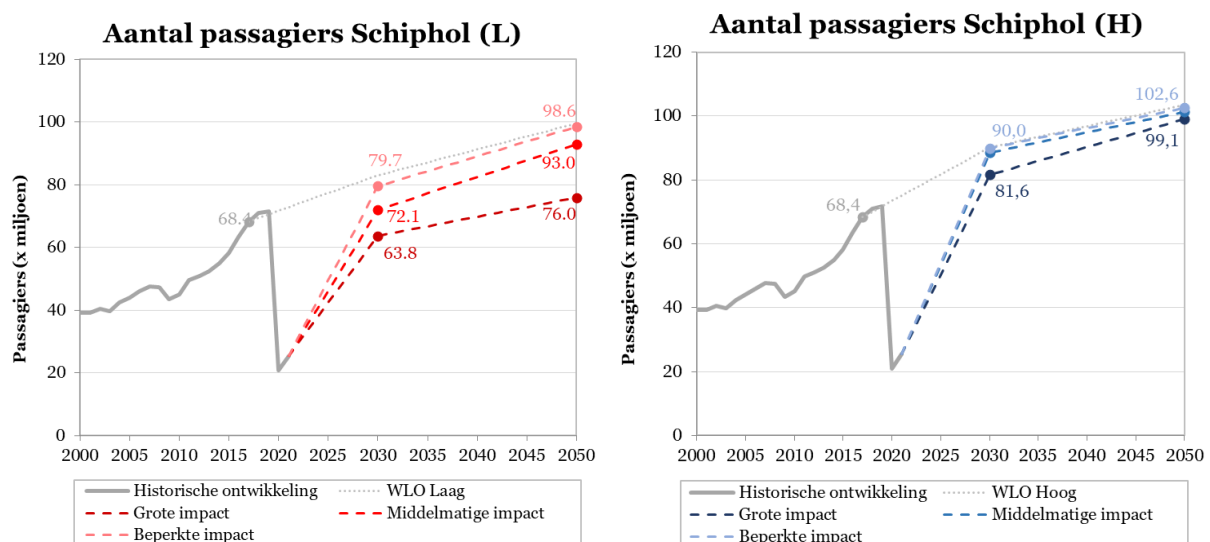 Aantal passagiers Schiphol (L)
Passagiers (x miljoen)
120
100
80
60
40
20
0
68.4
79.7
72.1
63.8
98.6
93.0
76.0
2000 2005 2010 2015 2020 2025 2030 2035 2040 2045 2050
Historische ontwikkeling WLO Laag
Grote impact Middelmatige impact
Beperkte impact
Aantal passagiers Schiphol (H)
Passagiers (x miljoen)
120
100
80
60
40
20
0
68,4
90,0
81,6
102,6
99,1
2000 2005 2010 2015 2020 2025 2030 2035 2040 2045 2050
Historische ontwikkeling WLO Hoog
Grote impact Middelmatige impact
Beperkte impact